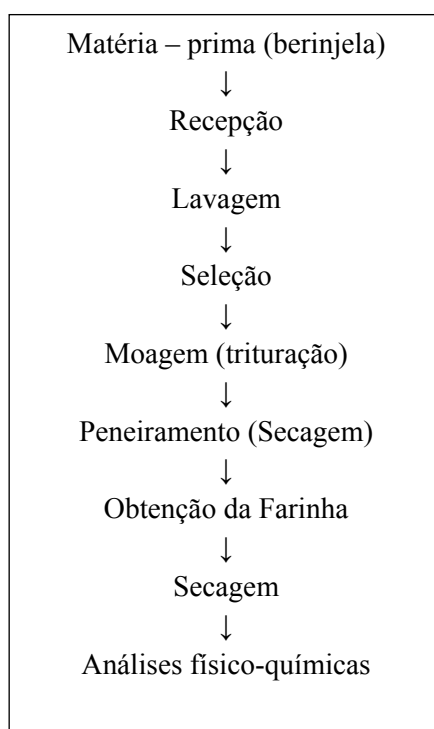 Matéria – prima (berinjela)
↓
Recepção
↓
Lavagem
↓
Seleção
↓
Moagem (trituração)
↓
Peneiramento (Secagem)
↓
Obtenção da Farinha
↓
Secagem
↓
Análises físico-químicas